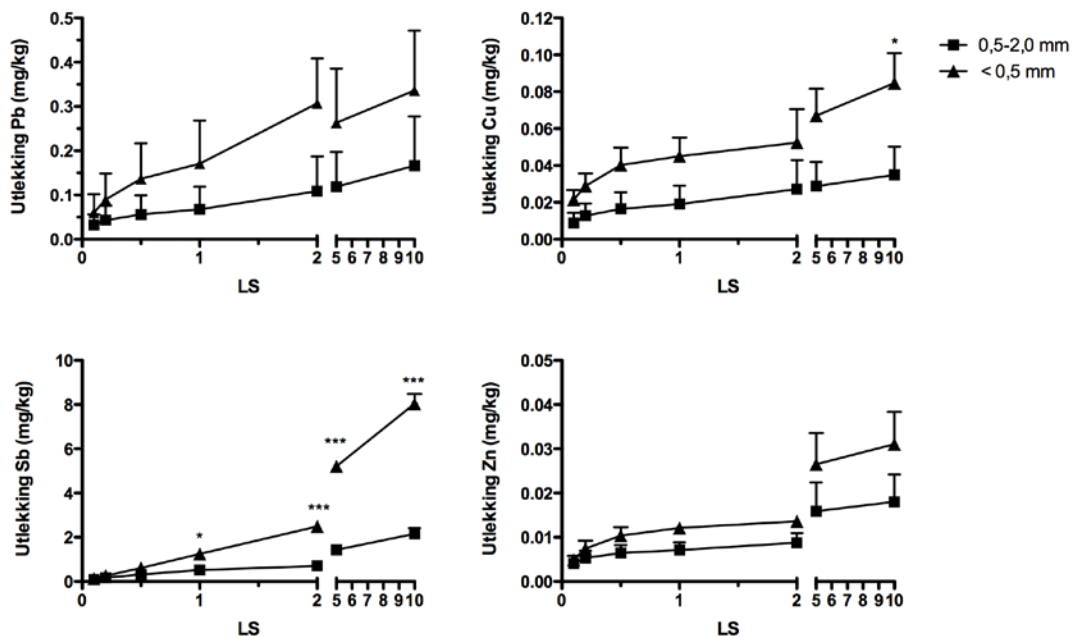 Utlekking Pb (mg/kg)
0.5
0.4
0.3
0.2
0.1
0.0
0 1 2 5 6 7 8 9 10
LS
Utlekking Cu (mg/kg)
0.12
0.10
0.08
0.06
0.04
0.02
0.00
*
0 1 2 5 6 7 8 9 10
LS
0,5-2,0 mm
< 0,5 mm
Utlekking Sb (mg/kg)
10
8
6
4
2
0
* *** *** ***
0 1 2 5 6 7 8 9 10
LS
Utlekking Zn (mg/kg)
0.05
0.04
0.03
0.02
0.01
0.00
0 1 2 5 6 7 8 9 10
LS